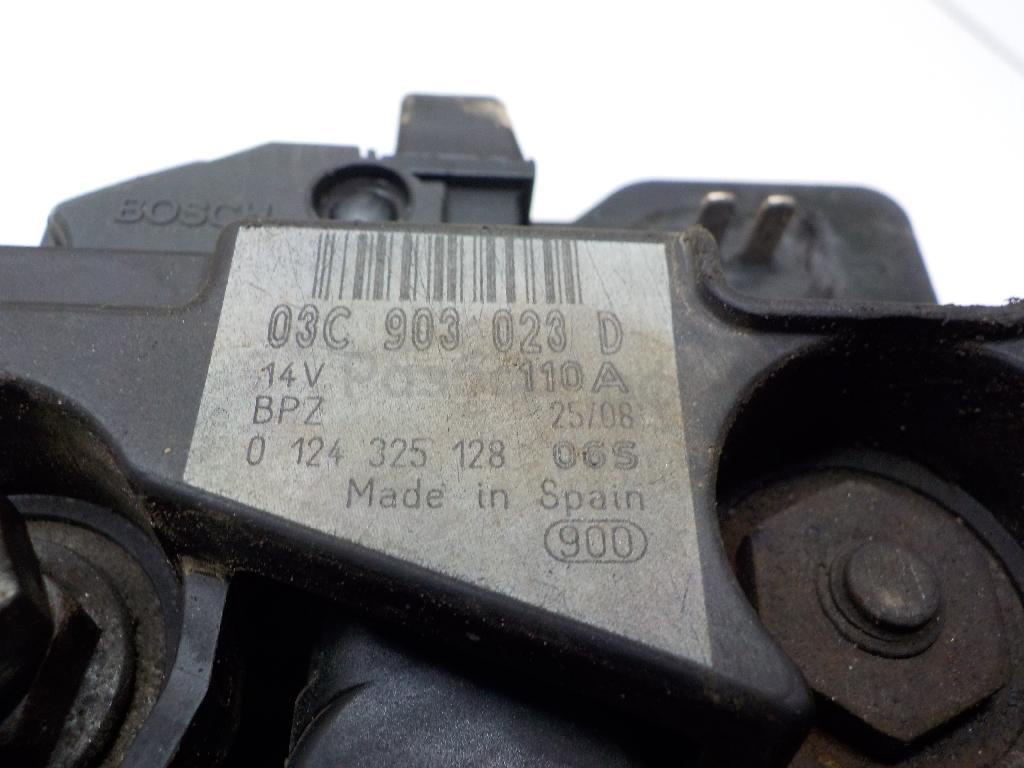 BOSCH
03C 903 023 D
14V 110A
BPZ 25/08
0 124 325 128 06S
Made in Spain
900